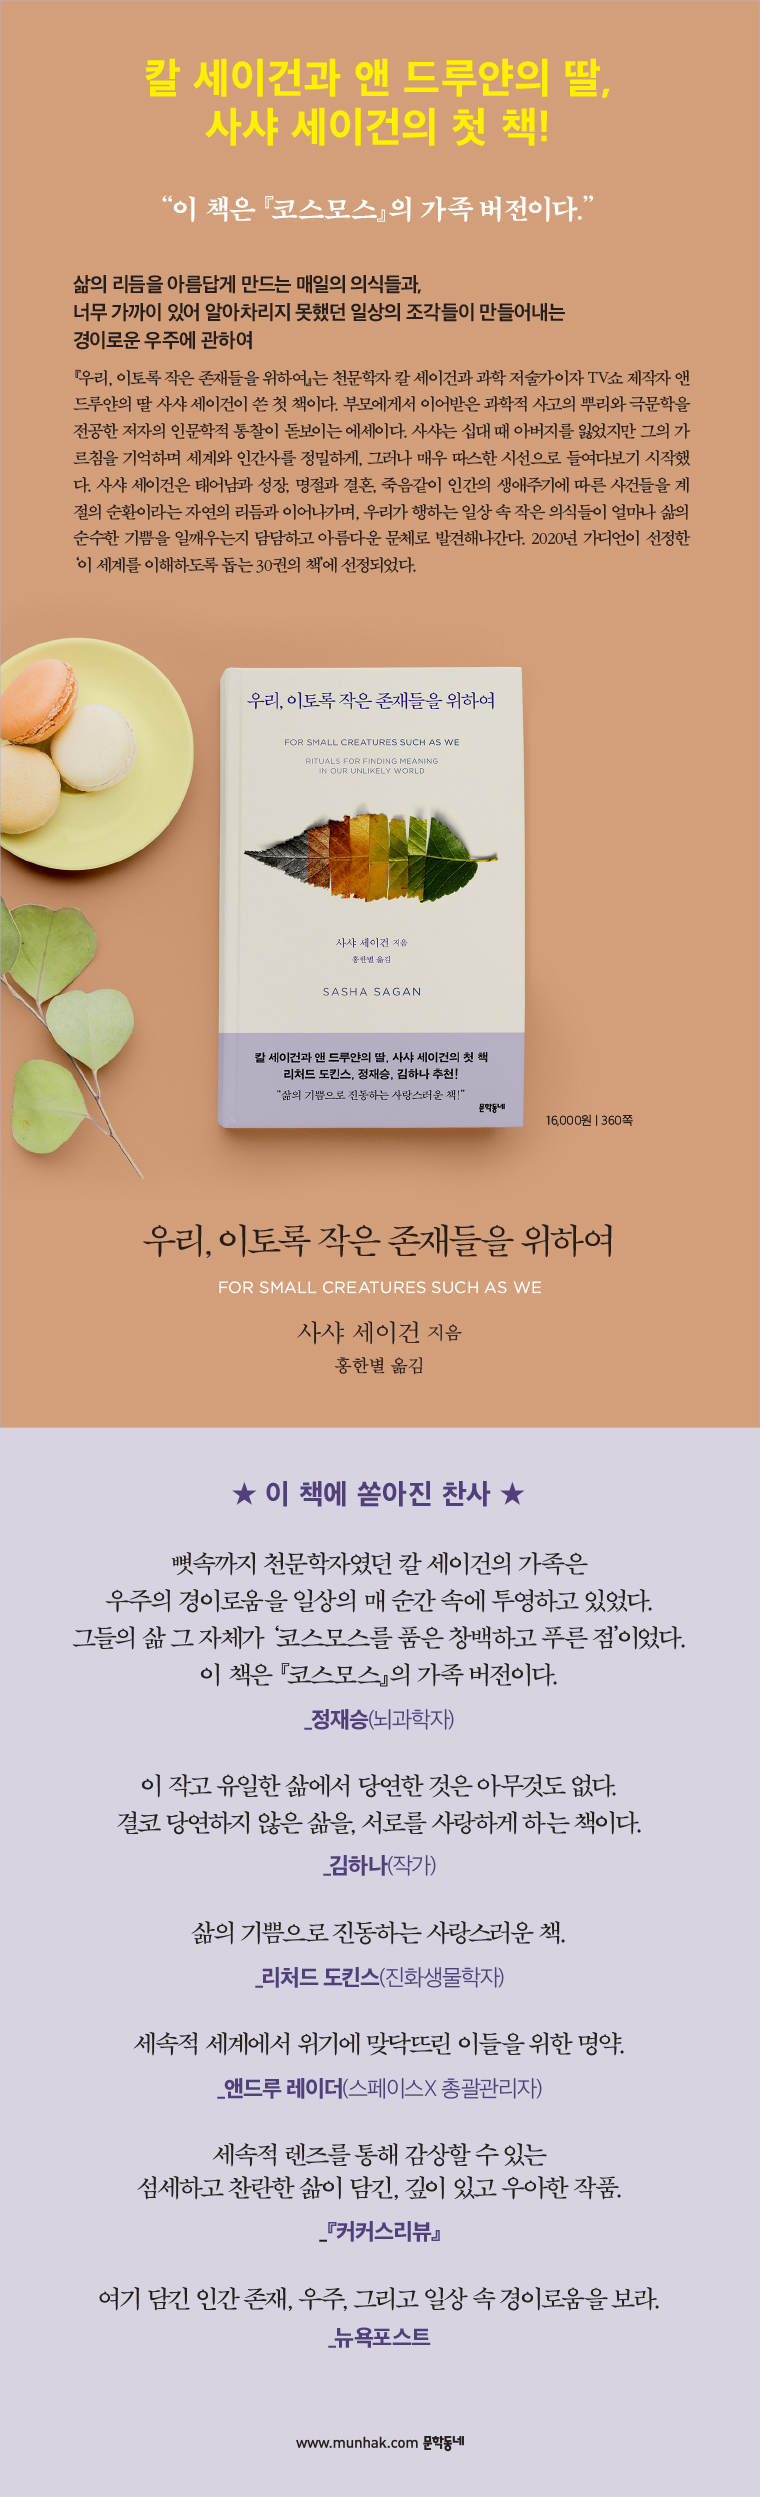 칼 세이건과 앤 드루얀의 딸,
사샤 세이건의 첫 책!
“이 책은 『코스모스』의 가족 버전이다.”
삶의 리듬을 아름답게 만드는 매일의 의식들과,
너무 가까이 있어 알아차리지 못했던 일상의 조각들이 만들어내는
경이로운 우주에 관하여
『우리, 이토록 작은 존재들을 위하여』는 천문학자 칼 세이건과 과학 저술가이자 TV쇼 제작자 앤
드루얀의 딸 사샤 세이건이 쓴 첫 책이다. 부모에게서 이어받은 과학적 사고의 뿌리와 극문학을
전공한 저자의 인문학적 통찰이 돋보이는 에세이다. 사샤는 십대 때 아버지를 잃었지만 그의 가
르침을 기억하며 세계와 인간사를 정밀하게, 그러나 매우 따스한 시선으로 들여다보기 시작했
다. 사샤 세이건은 태어남과 성장, 명절과 결혼, 죽음같이 인간의 생애주기에 따른 사건들을 계
절의 순환이라는 자연의 리듬과 이어나가며, 우리가 행하는 일상 속 작은 의식들이 얼마나 삶의
순수한 기쁨을 일깨우는지 담담하고 아름다운 문체로 발견해나간다. 2020년 가디언이 선정한
‘이 세계를 이해하도록 돕는 30권의 책’에 선정되었다.
우리, 이토록 작은 존재들을 위하여
FOR SMALL CREATURES SUCH AS WE
RITUALS FOR FINDING MEANING
IN OUR UNLIKELY WORLD
사샤 세이건 지음
홍한별 옮김
SASHA SAGAN
칼 세이건과 앤 드루얀의 딸, 사샤 세이건의 첫 책
리처드 도킨스, 정재승, 김하나 추천!
“삶의 기쁨으로 진동하는 사랑스러운 책!”
문학동네
16,000원 | 360쪽
우리, 이토록 작은 존재들을 위하여
FOR SMALL CREATURES SUCH AS WE
사샤 세이건 지음
홍한별 옮김
★ 이 책에 쏟아진 찬사 ★
뼛속까지 천문학자였던 칼 세이건의 가족은
우주의 경이로움을 일상의 매 순간 속에 투영하고 있었다.
그들의 삶 그 자체가 ‘코스모스를 품은 창백하고 푸른 점’이었다.
이 책은 『코스모스』의 가족 버전이다.
_정재승(뇌과학자)
이 작고 유일한 삶에서 당연한 것은 아무것도 없다.
결코 당연하지 않은 삶을, 서로를 사랑하게 하는 책이다.
_김하나(작가)
삶의 기쁨으로 진동하는 사랑스러운 책.
_리처드 도킨스(진화생물학자)
세속적 세계에서 위기에 맞닥뜨린 이들을 위한 명약.
_앤드루 레이더(스페이스X 총괄관리자)
세속적 렌즈를 통해 감상할 수 있는
섬세하고 찬란한 삶이 담긴, 깊이 있고 우아한 작품.
_『커커스리뷰』
여기 담긴 인간 존재, 우주, 그리고 일상 속 경이로움을 보라.
_뉴욕포스트
www.munhak.com 문학동네